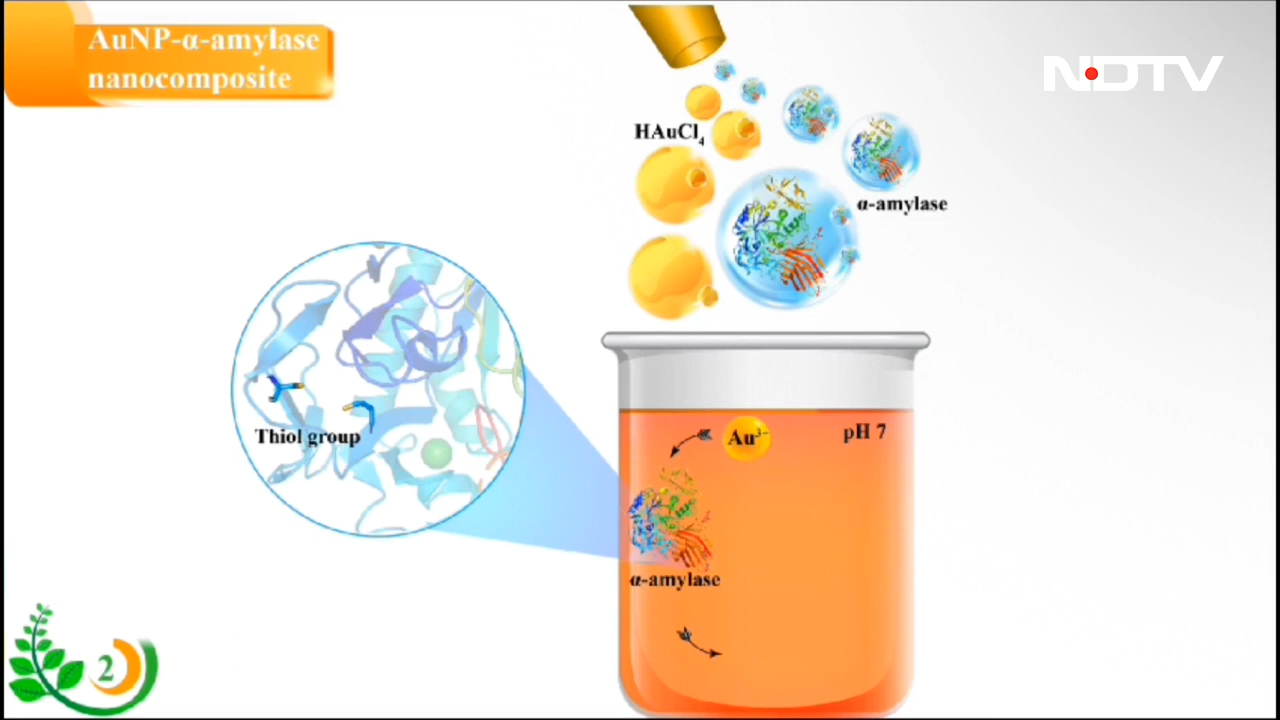 AuNP-α-amylase
nanocomposite
NDTV
HAuCl₄
α-amylase
Au³⁺
pH 7
Thiol group
α-amylase
2